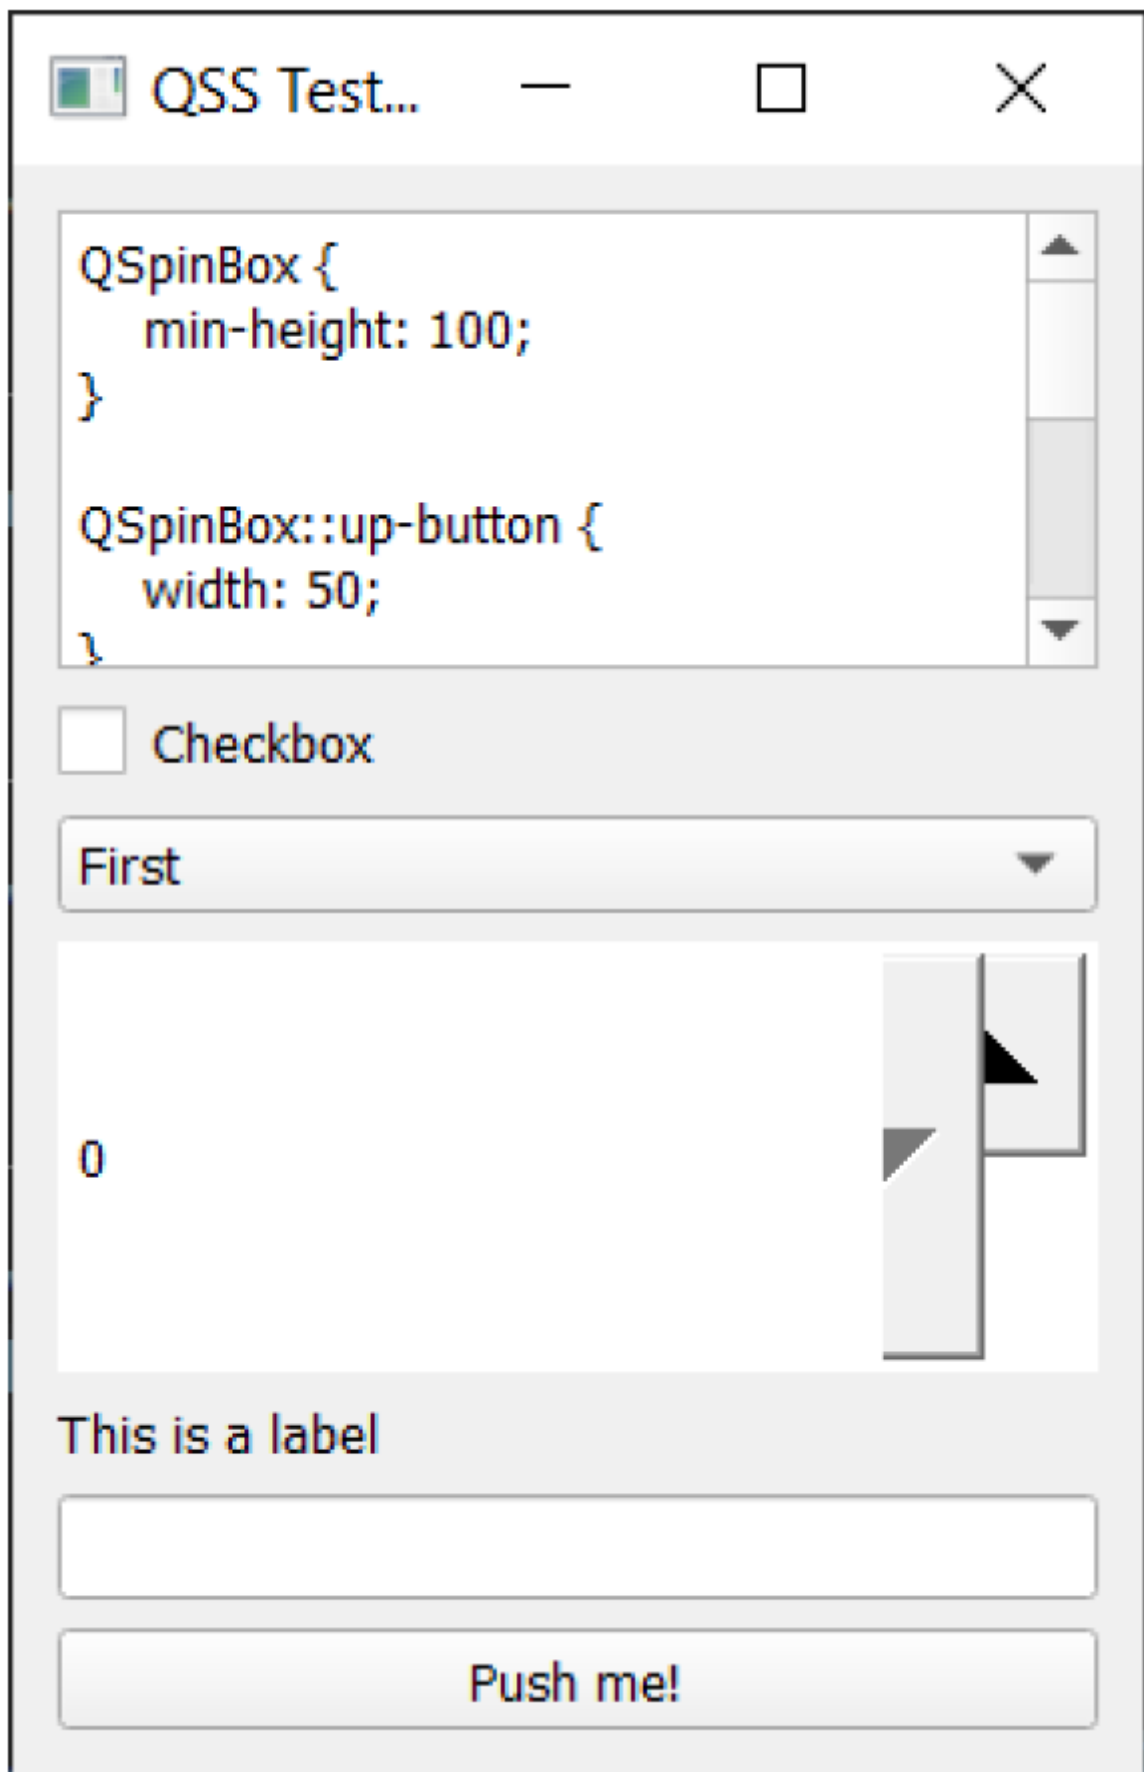 QSS Test...
QSpinBox {
    min-height: 100;
}

QSpinBox::up-button {
    width: 50;
}
Checkbox
First
0
This is a label
Push me!